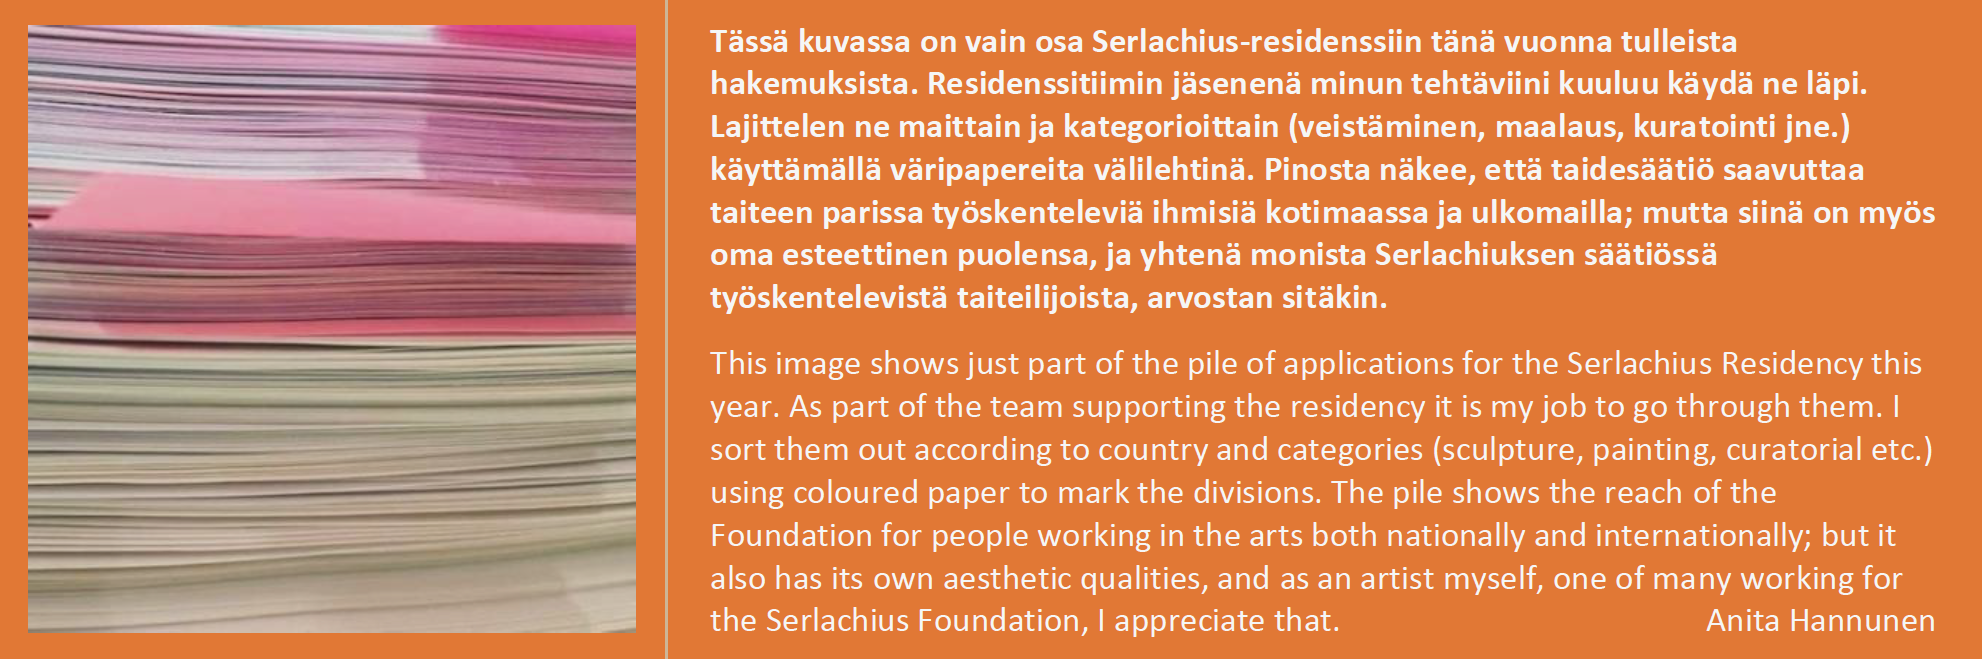 Tässä kuvassa on vain osa Serlachius-residenssiin tänä vuonna tulleista
hakemuksista. Residenssitiimin jäsenenä minun tehtäviini kuuluu käydä ne läpi.
Lajittelen ne maittain ja kategorioittain (veistäminen, maalaus, kuratointi jne.)
käyttämällä väripapereita välilehtinä. Pinosta näkee, että taidesäätiö saavuttaa
taiteen parissa työskenteleviä ihmisiä kotimaassa ja ulkomailla; mutta siinä on myös
oma esteettinen puolensa, ja yhtenä monista Serlachiuksen säätiössä
työskentelevistä taiteilijoista, arvostan sitäkin.
This image shows just part of the pile of applications for the Serlachius Residency this
year. As part of the team supporting the residency it is my job to go through them. I
sort them out according to country and categories (sculpture, painting, curatorial etc.)
using coloured paper to mark the divisions. The pile shows the reach of the
Foundation for people working in the arts both nationally and internationally; but it
also has its own aesthetic qualities, and as an artist myself, one of many working for
the Serlachius Foundation, I appreciate that. Anita Hannunen